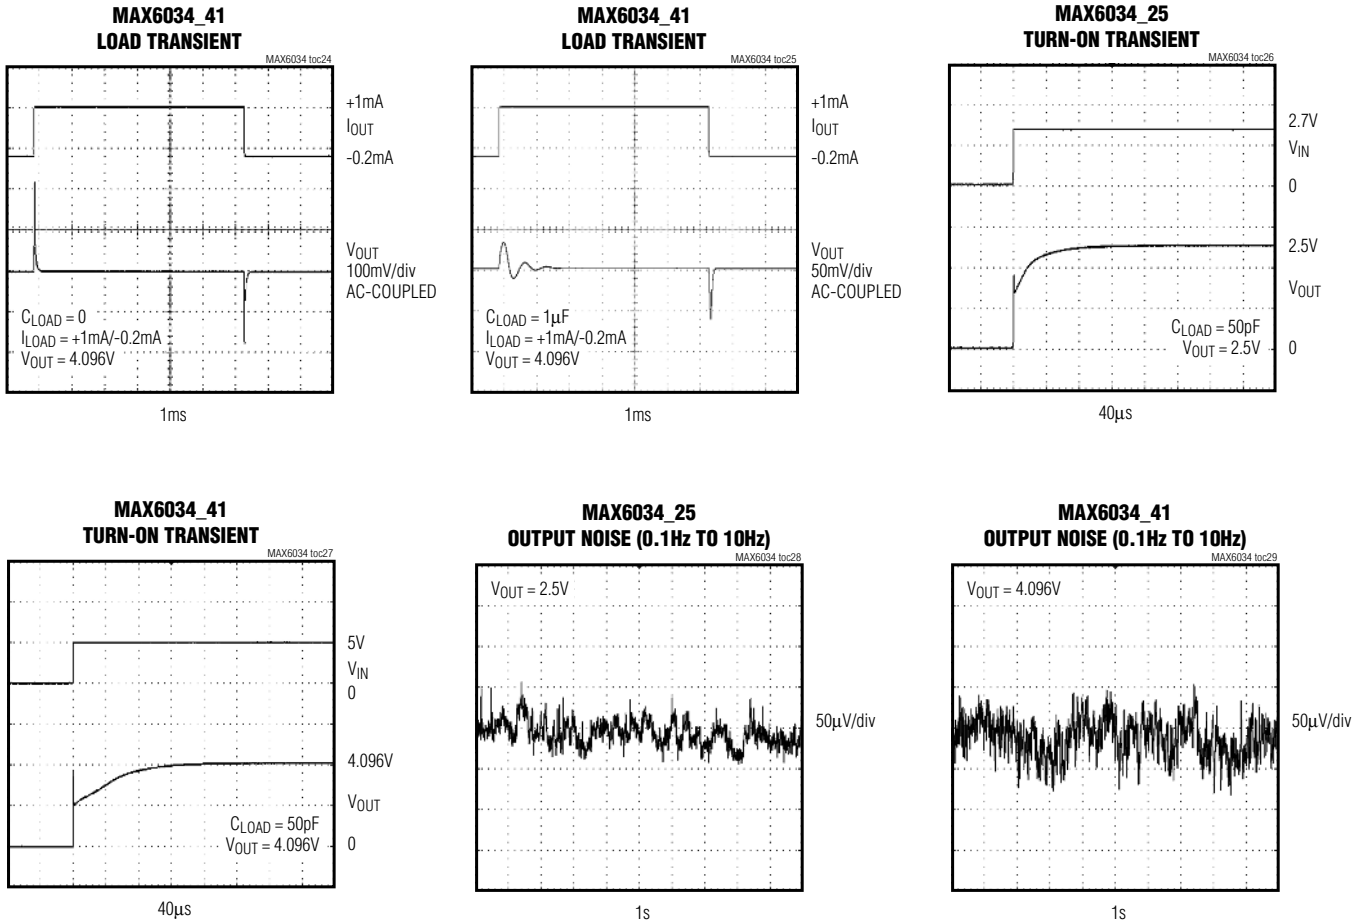 MAX6034_41
LOAD TRANSIENT
MAX6034 toc24
+1mA
IOUT
-0.2mA
VOUT
100mV/div
AC-COUPLED
CLOAD = 0
ILOAD = +1mA/-0.2mA
VOUT = 4.096V
1ms
MAX6034_41
LOAD TRANSIENT
MAX6034 toc25
+1mA
IOUT
-0.2mA
VOUT
50mV/div
AC-COUPLED
CLOAD = 1µF
ILOAD = +1mA/-0.2mA
VOUT = 4.096V
1ms
MAX6034_25
TURN-ON TRANSIENT
MAX6034 toc26
2.7V
VIN
0
2.5V
VOUT
CLOAD = 50pF
VOUT = 2.5V
0
40µs
MAX6034_41
TURN-ON TRANSIENT
MAX6034 toc27
5V
VIN
0
4.096V
VOUT
CLOAD = 50pF
VOUT = 4.096V
0
40µs
MAX6034_25
OUTPUT NOISE (0.1Hz TO 10Hz)
MAX6034 toc28
VOUT = 2.5V
50µV/div
1s
MAX6034_41
OUTPUT NOISE (0.1Hz TO 10Hz)
MAX6034 toc29
VOUT = 4.096V
50µV/div
1s